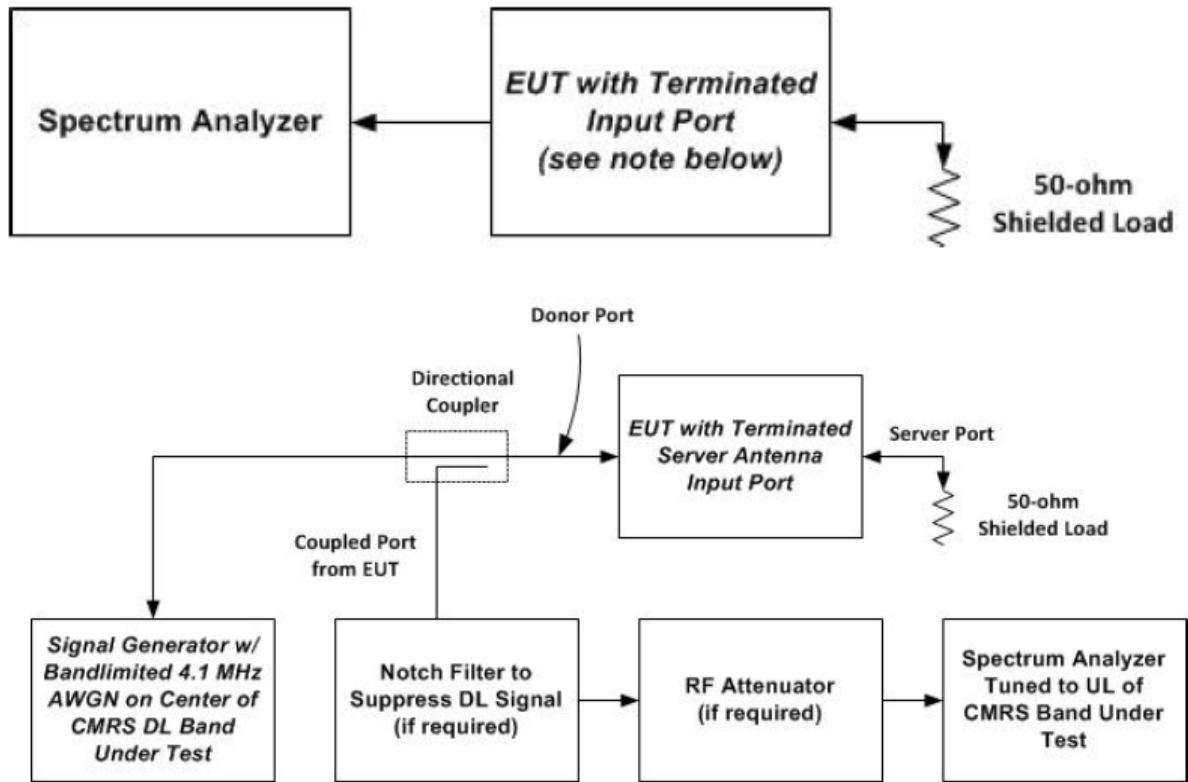 Spectrum Analyzer
EUT with Terminated
Input Port
(see note below)
50-ohm
Shielded Load
Donor Port
Directional
Coupler
EUT with Terminated
Server Antenna
Input Port
Server Port
50-ohm
Shielded Load
Coupled Port
from EUT
Signal Generator w/
Bandlimited 4.1 MHz
AWGN on Center of
CMRS DL Band
Under Test
Notch Filter to
Suppress DL Signal
(if required)
RF Attenuator
(if required)
Spectrum Analyzer
Tuned to UL of
CMRS Band Under
Test